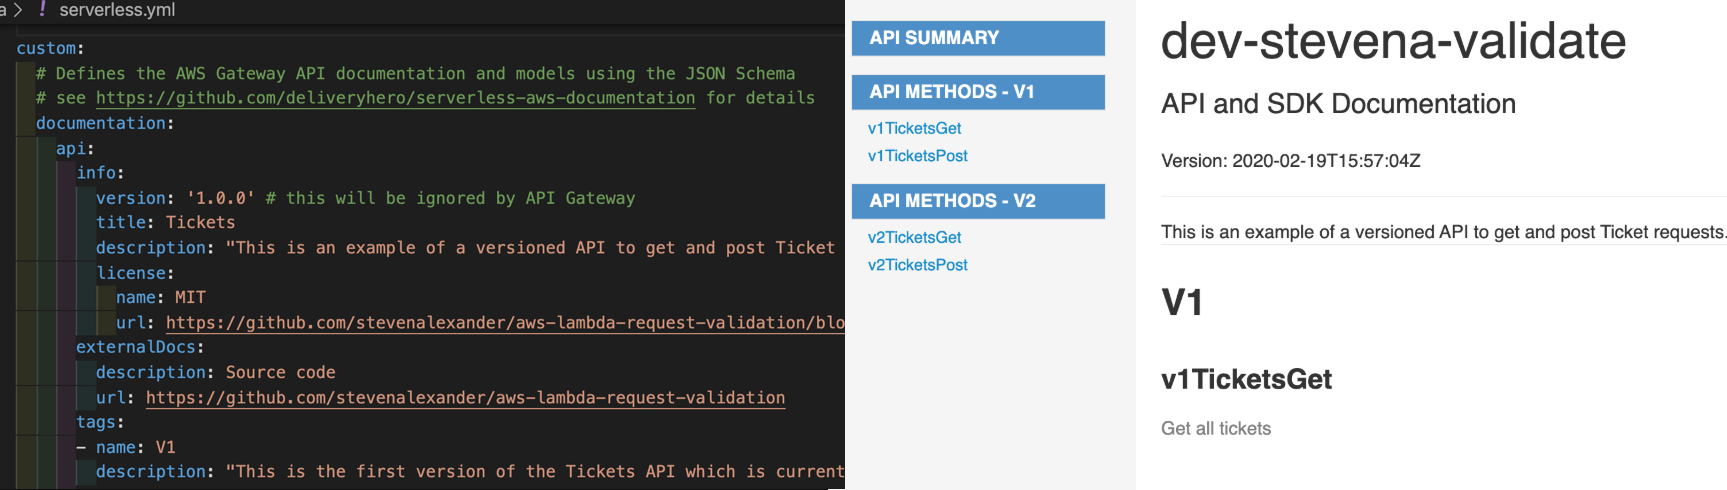 a > ! serverless.yml
custom:
# Defines the AWS Gateway API documentation and models using the JSON Schema
# see https://github.com/deliveryhero/serverless-aws-documentation for details
documentation:
api:
info:
version: '1.0.0' # this will be ignored by API Gateway
title: Tickets
description: "This is an example of a versioned API to get and post Ticket
license:
name: MIT
url: https://github.com/stevenalexander/aws-lambda-request-validation/blo
externalDocs:
description: Source code
url: https://github.com/stevenalexander/aws-lambda-request-validation
tags:
- name: V1
description: "This is the first version of the Tickets API which is current
API SUMMARY
API METHODS - V1
v1TicketsGet
v1TicketsPost
API METHODS - V2
v2TicketsGet
v2TicketsPost
dev-stevena-validate
API and SDK Documentation
Version: 2020-02-19T15:57:04Z
This is an example of a versioned API to get and post Ticket requests.
V1
v1TicketsGet
Get all tickets